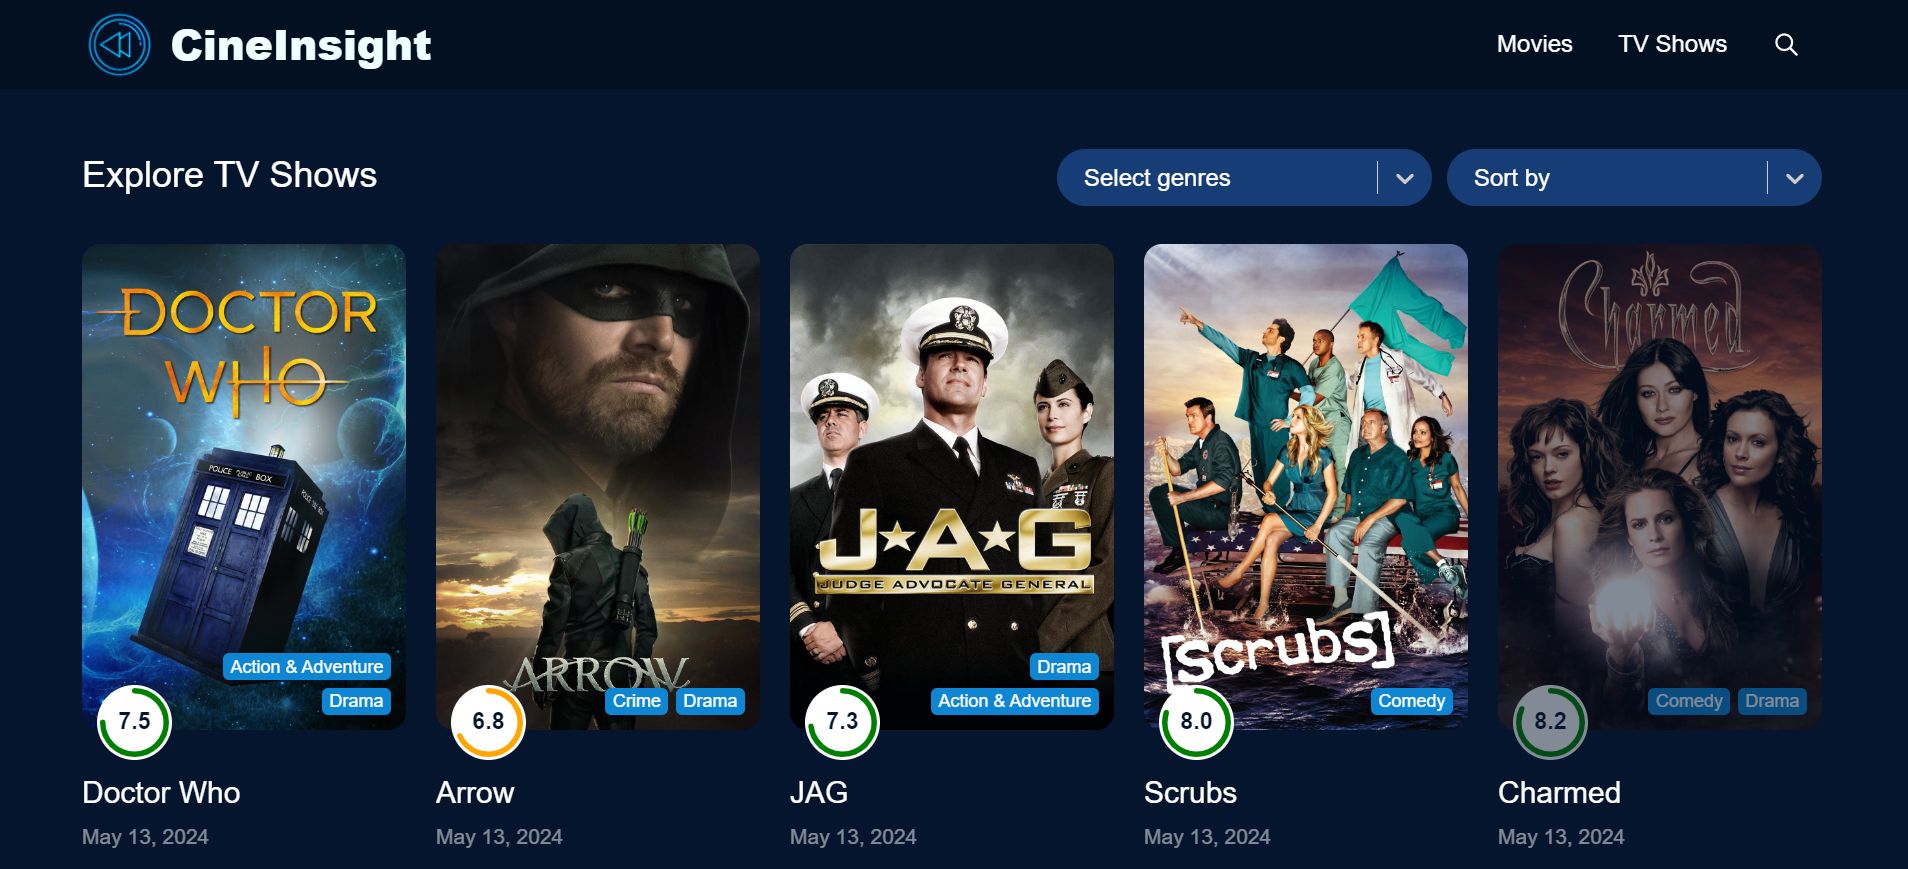 CineInsight
Movies
TV Shows
Explore TV Shows
Select genres
Sort by
DOCTOR
WHO
POLICE PUBLIC CALL BOX
Action & Adventure
Drama
7.5
Doctor Who
May 13, 2024
ARROW
Crime
Drama
6.8
Arrow
May 13, 2024
J★A★G
JUDGE ADVOCATE GENERAL
Drama
Action & Adventure
7.3
JAG
May 13, 2024
[scrubs]
Comedy
8.0
Scrubs
May 13, 2024
Charmed
Comedy
Drama
8.2
Charmed
May 13, 2024